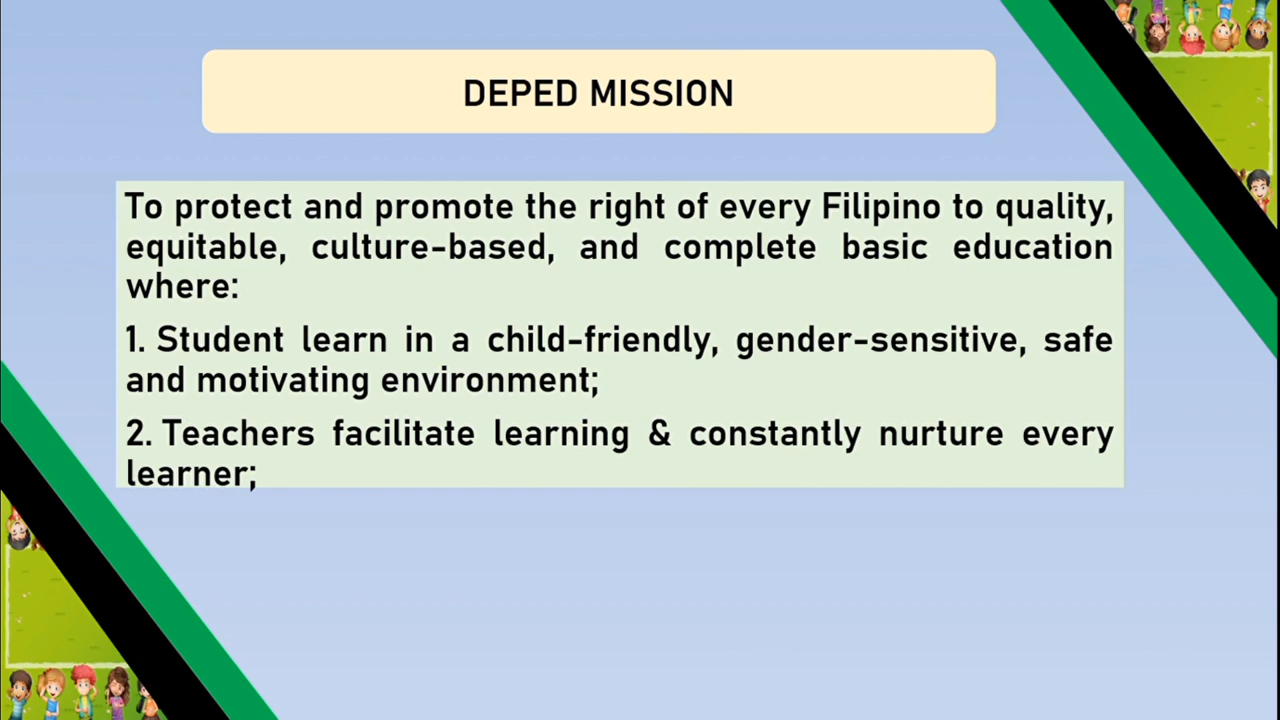 DEPED MISSION
To protect and promote the right of every Filipino to quality,
equitable, culture-based, and complete basic education
where:
1. Student learn in a child-friendly, gender-sensitive, safe
and motivating environment;
2. Teachers facilitate learning & constantly nurture every
learner;